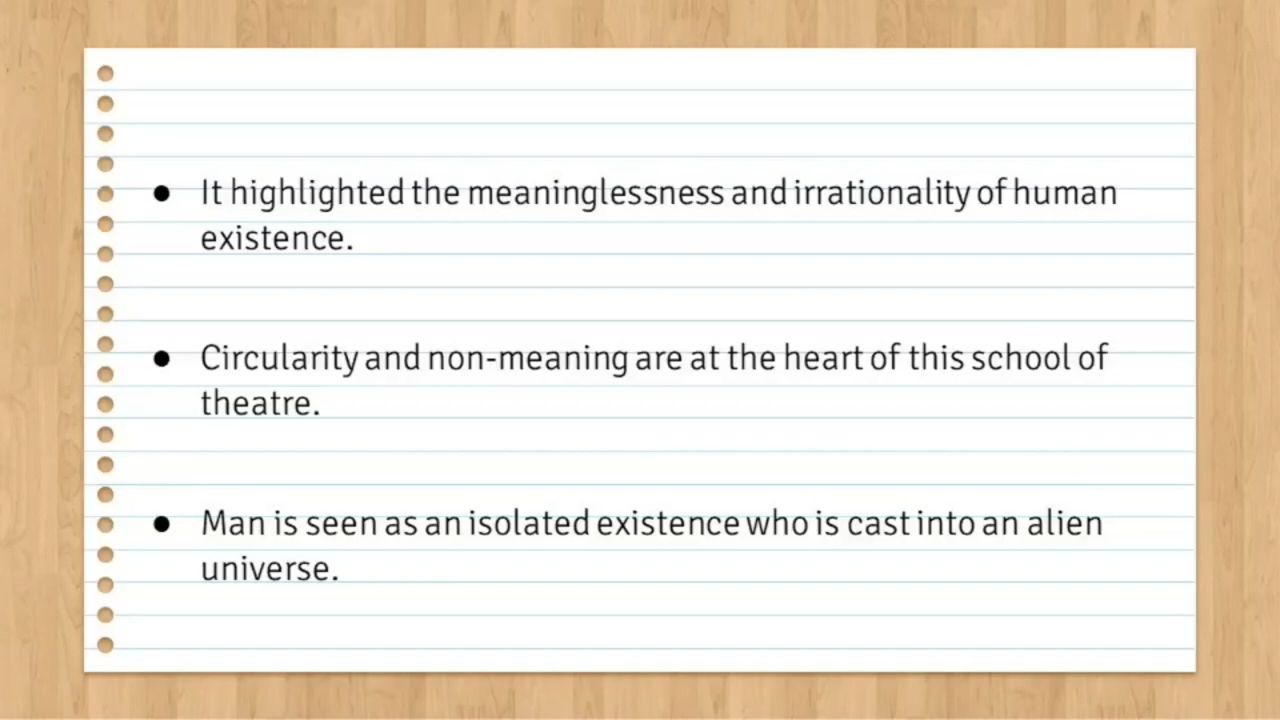 ● It highlighted the meaninglessness and irrationality of human
existence.
● Circularity and non-meaning are at the heart of this school of
theatre.
● Man is seen as an isolated existence who is cast into an alien
universe.